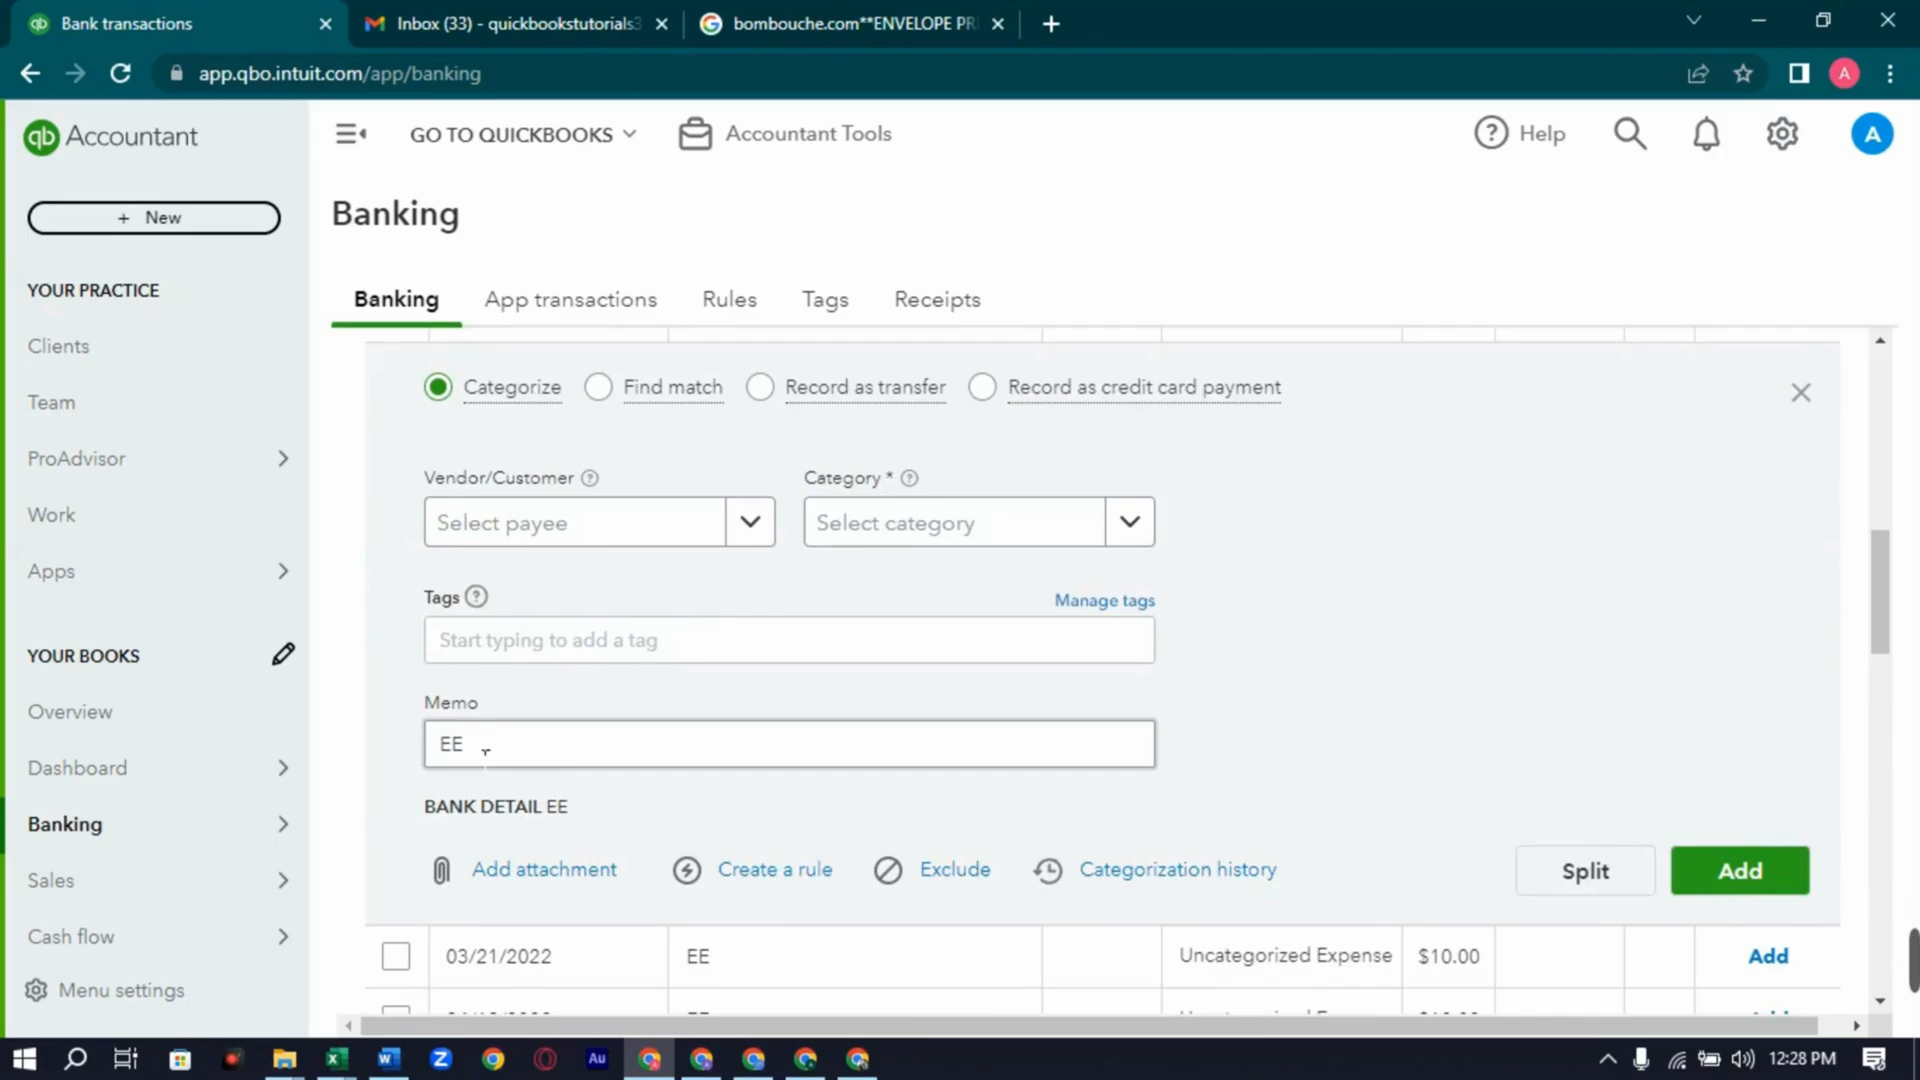 Bank transactions
Inbox (33) - quickbookstutorials3
bombouche.com**ENVELOPE PR
app.qbo.intuit.com/app/banking
A
qb Accountant
GO TO QUICKBOOKS
Accountant Tools
Help
A
+ New
Banking
YOUR PRACTICE
Clients
Team
ProAdvisor
Work
Apps
YOUR BOOKS
Overview
Dashboard
Banking
Sales
Cash flow
Menu settings
Banking
App transactions
Rules
Tags
Receipts
Categorize
Find match
Record as transfer
Record as credit card payment
Vendor/Customer
Category *
Select payee
Select category
Tags
Manage tags
Start typing to add a tag
Memo
EE
BANK DETAIL EE
Add attachment
Create a rule
Exclude
Categorization history
Split
Add
03/21/2022
EE
Uncategorized Expense
$10.00
Add
Au
12:28 PM